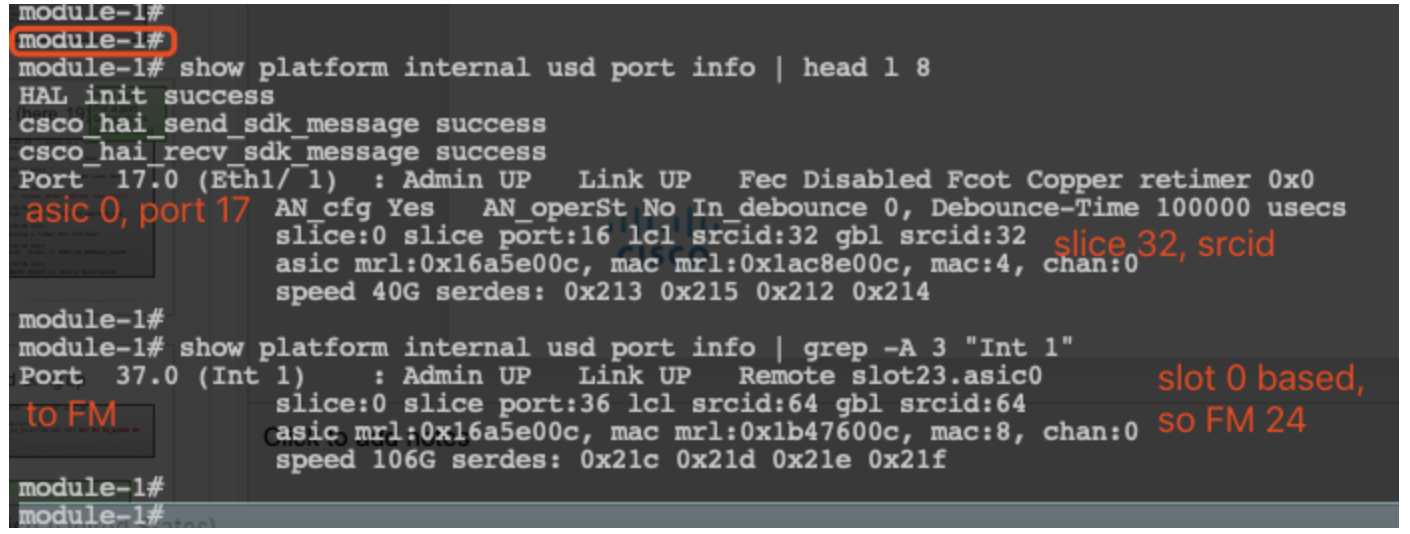 module-1#
module-1#
module-1# show platform internal usd port info | head l 8
HAL init success
csco_hai_send_sdk_message success
csco_hai_recv_sdk_message success
Port 17.0 (Eth1/ 1) : Admin UP Link UP Fec Disabled Fcot Copper retimer 0x0
asic 0, port 17 AN_cfg Yes AN_operSt No In_debounce 0, Debounce-Time 100000 usecs
slice:0 slice port:16 lcl srcid:32 gbl srcid:32 slice 32, srcid
asic mrl:0x16a5e00c, mac mrl:0x1ac8e00c, mac:4, chan:0
CISCO
speed 40G serdes: 0x213 0x215 0x212 0x214
module-1#
module-1# show platform internal usd port info | grep -A 3 "Int 1"
Port 37.0 (Int 1) : Admin UP Link UP Remote slot23.asic0 slot 0 based,
to FM slice:0 slice port:36 lcl srcid:64 gbl srcid:64 so FM 24
asic mrl:0x16a5e00c, mac mrl:0x1b47600c, mac:8, chan:0
Click to add notes
speed 106G serdes: 0x21c 0x21d 0x21e 0x21f
module-1#
module-1#